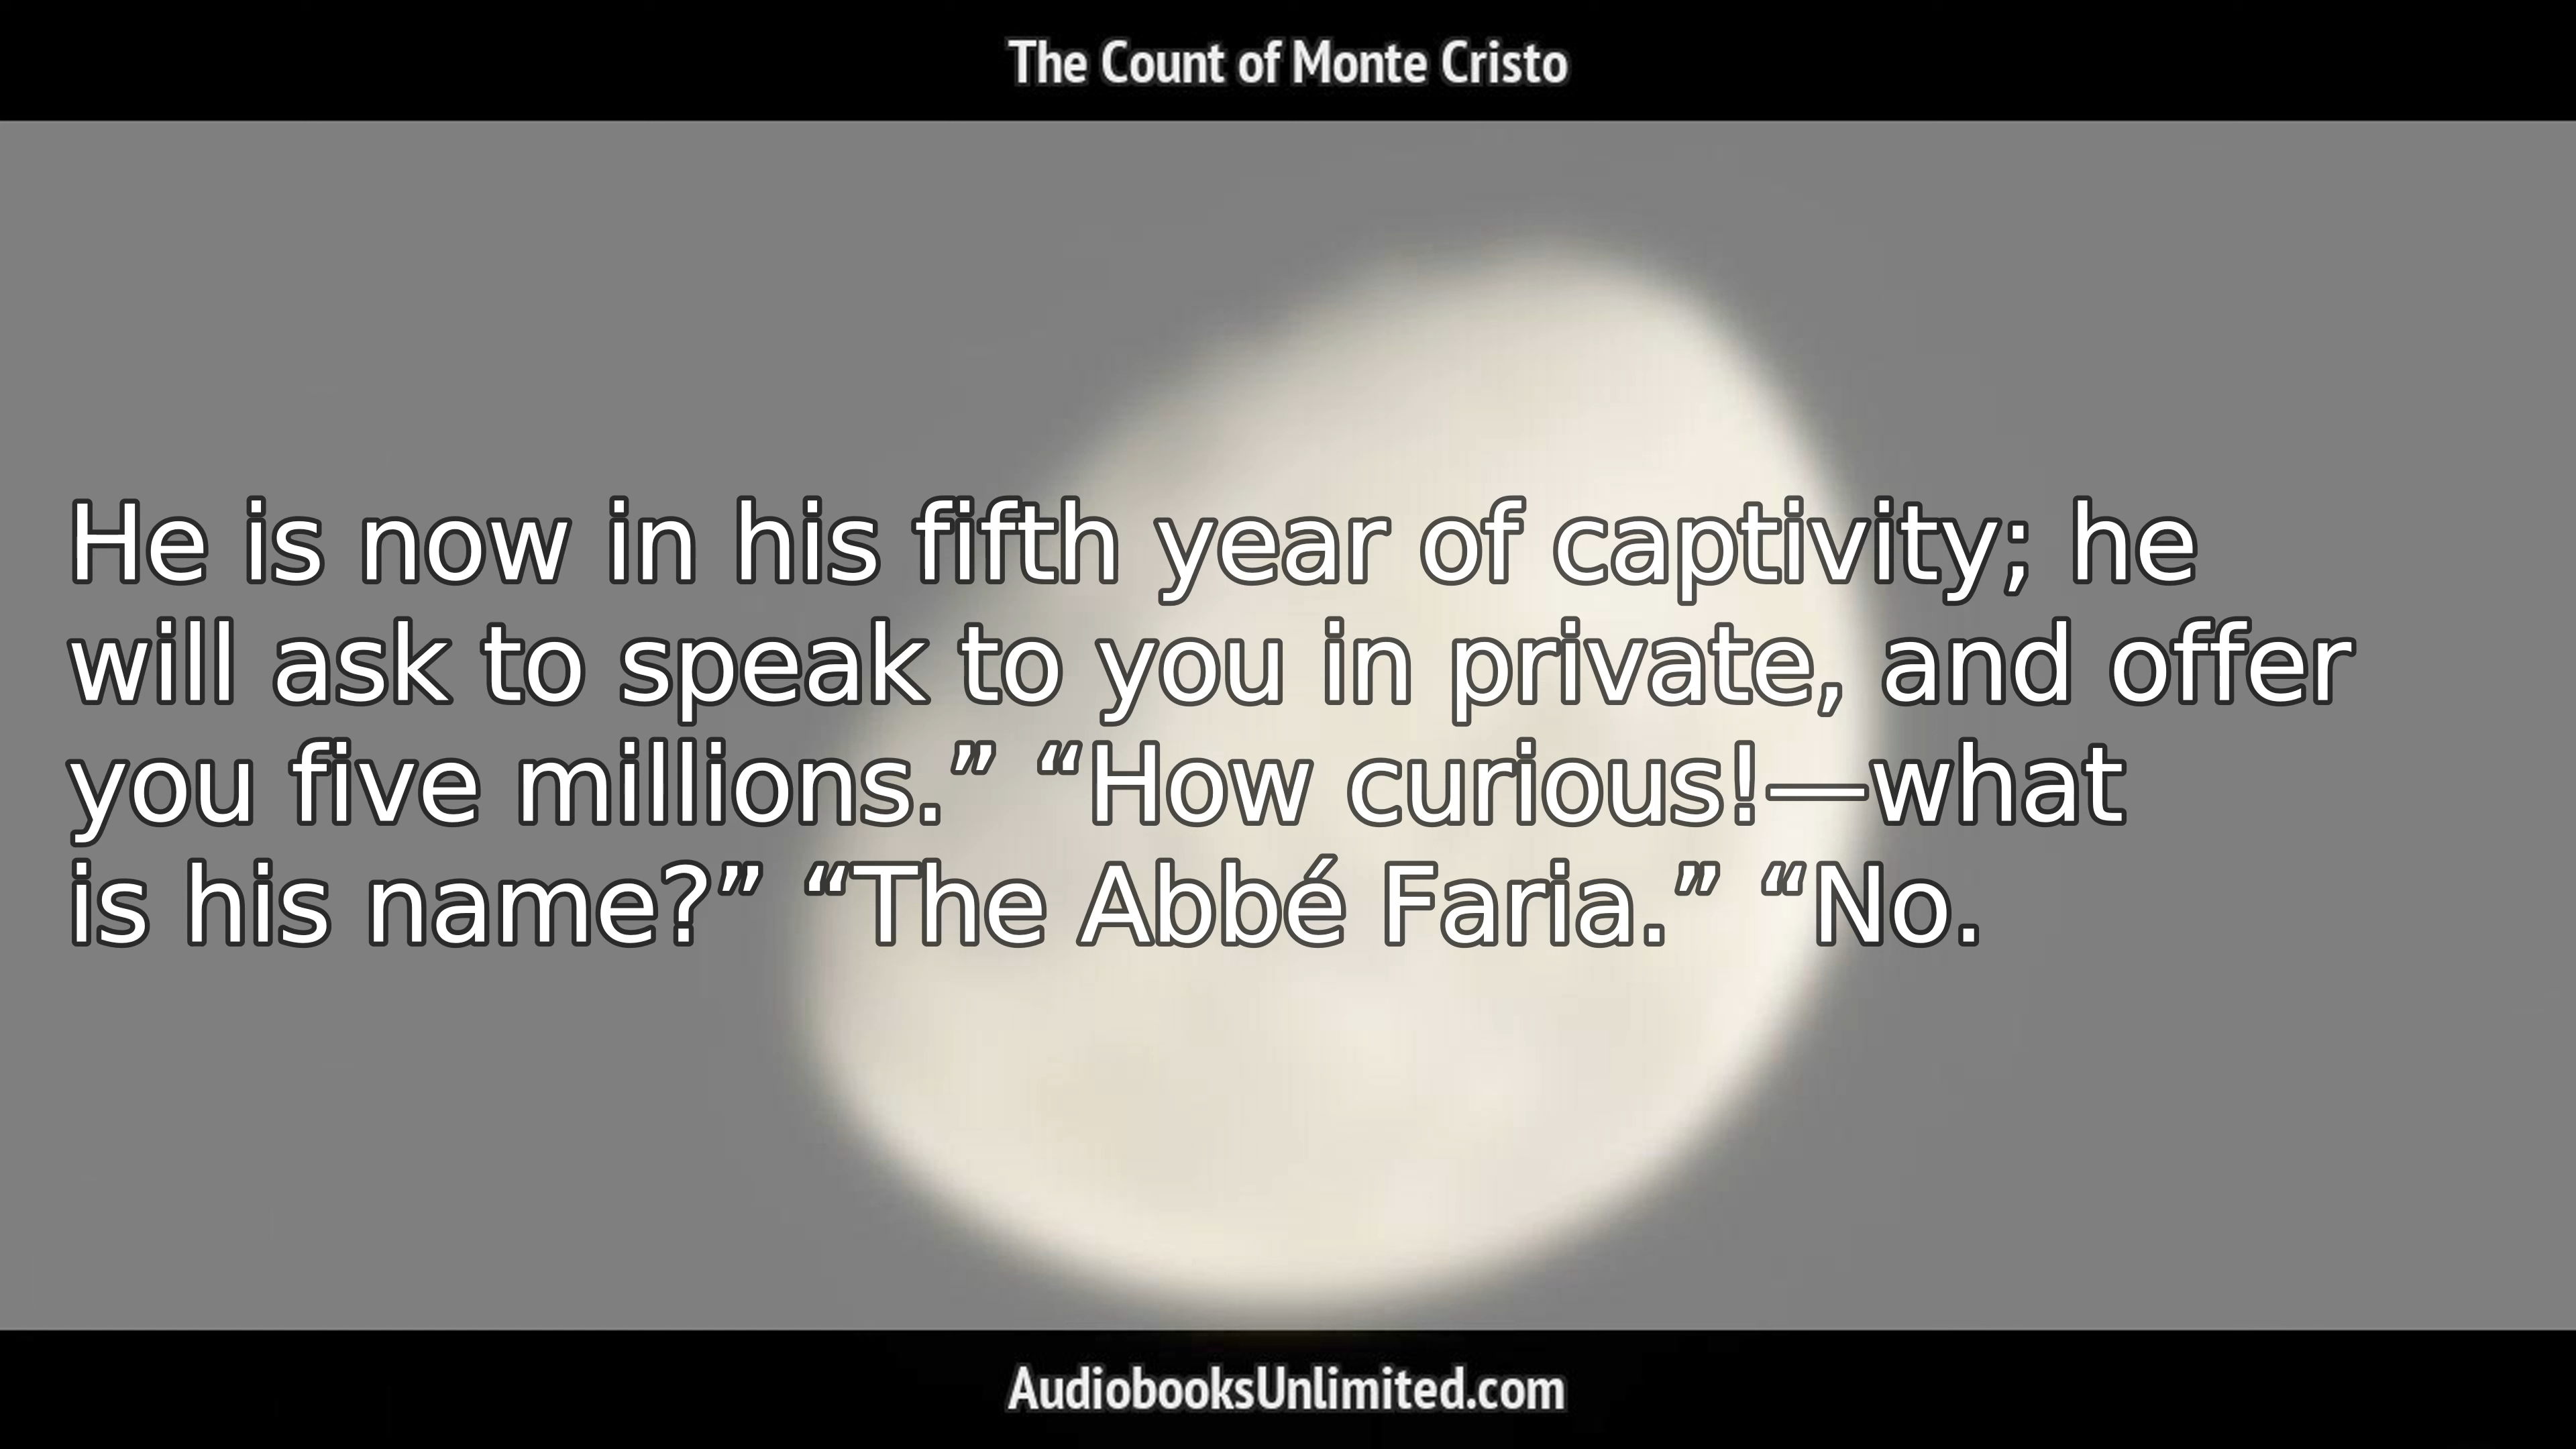 The Count of Monte Cristo
He is now in his fifth year of captivity; he
will ask to speak to you in private, and offer
you five millions.” “How curious!—what
is his name?” “The Abbé Faria.” “No.
AudiobooksUnlimited.com